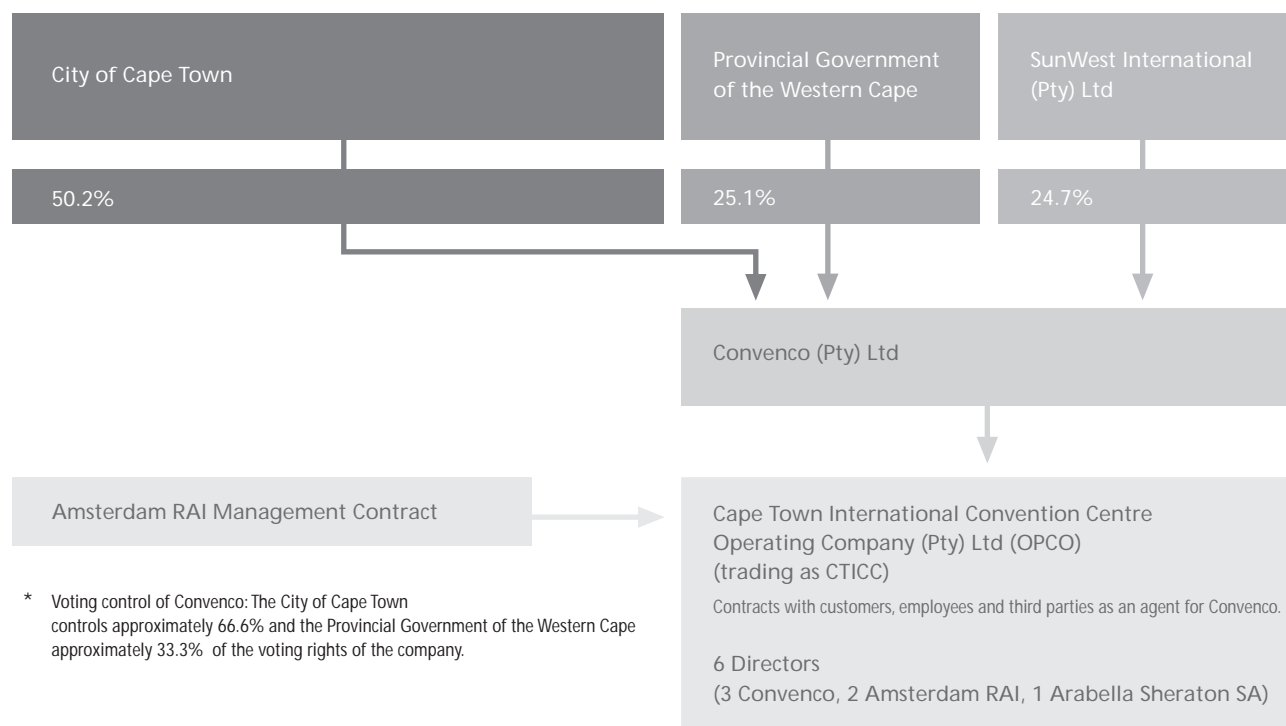 City of Cape Town
Provincial Government
of the Western Cape
SunWest International
(Pty) Ltd
50.2%
25.1%
24.7%
Convenco (Pty) Ltd
Amsterdam RAI Management Contract
Cape Town International Convention Centre
Operating Company (Pty) Ltd (OPCO)
(trading as CTICC)
Contracts with customers, employees and third parties as an agent for Convenco.
6 Directors
(3 Convenco, 2 Amsterdam RAI, 1 Arabella Sheraton SA)
* Voting control of Convenco: The City of Cape Town
controls approximately 66.6% and the Provincial Government of the Western Cape
approximately 33.3% of the voting rights of the company.